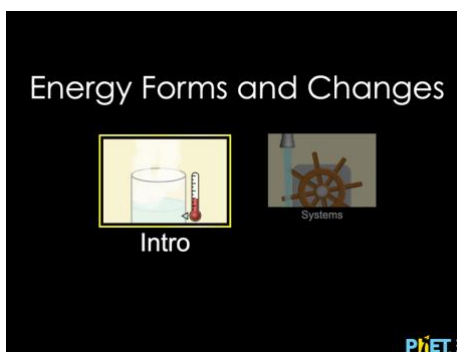 Energy Forms and Changes
Intro
Systems
PhET